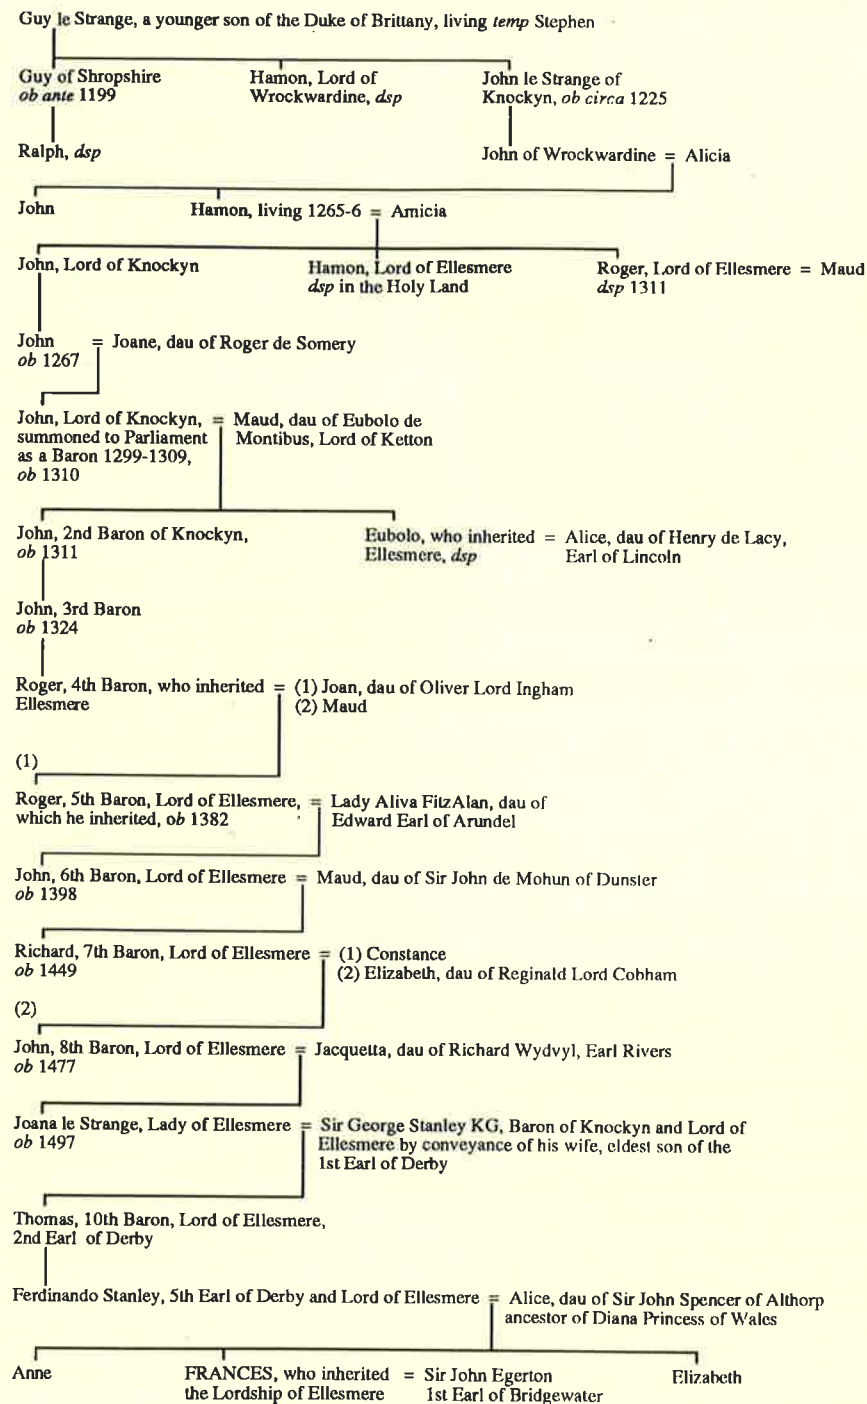 Guy le Strange, a younger son of the Duke of Brittany, living temp Stephen
Guy of Shropshire
ob ante 1199
Hamon, Lord of
Wrockwardine, dsp
John le Strange of
Knockyn, ob circa 1225
Ralph, dsp
John of Wrockwardine = Alicia
John
Hamon, living 1265-6 = Amicia
John, Lord of Knockyn
Hamon, Lord of Ellesmere
dsp in the Holy Land
Roger, Lord of Ellesmere = Maud
dsp 1311
John = Joane, dau of Roger de Somery
ob 1267
John, Lord of Knockyn, = Maud, dau of Eubolo de
summoned to Parliament Montibus, Lord of Ketton
as a Baron 1299-1309,
ob 1310
John, 2nd Baron of Knockyn,
ob 1311
Eubolo, who inherited = Alice, dau of Henry de Lacy,
Ellesmere, dsp Earl of Lincoln
John, 3rd Baron
ob 1324
Roger, 4th Baron, who inherited = (1) Joan, dau of Oliver Lord Ingham
Ellesmere (2) Maud
(1)
Roger, 5th Baron, Lord of Ellesmere, = Lady Aliva FitzAlan, dau of
which he inherited, ob 1382 Edward Earl of Arundel
John, 6th Baron, Lord of Ellesmere = Maud, dau of Sir John de Mohun of Dunster
ob 1398
Richard, 7th Baron, Lord of Ellesmere = (1) Constance
ob 1449 (2) Elizabeth, dau of Reginald Lord Cobham
(2)
John, 8th Baron, Lord of Ellesmere = Jacquetta, dau of Richard Wydvyl, Earl Rivers
ob 1477
Joana le Strange, Lady of Ellesmere = Sir George Stanley KG, Baron of Knockyn and Lord of
ob 1497 Ellesmere by conveyance of his wife, eldest son of the
1st Earl of Derby
Thomas, 10th Baron, Lord of Ellesmere,
2nd Earl of Derby
Ferdinando Stanley, 5th Earl of Derby and Lord of Ellesmere = Alice, dau of Sir John Spencer of Althorp
ancestor of Diana Princess of Wales
Anne
FRANCES, who inherited = Sir John Egerton
the Lordship of Ellesmere 1st Earl of Bridgewater
Elizabeth